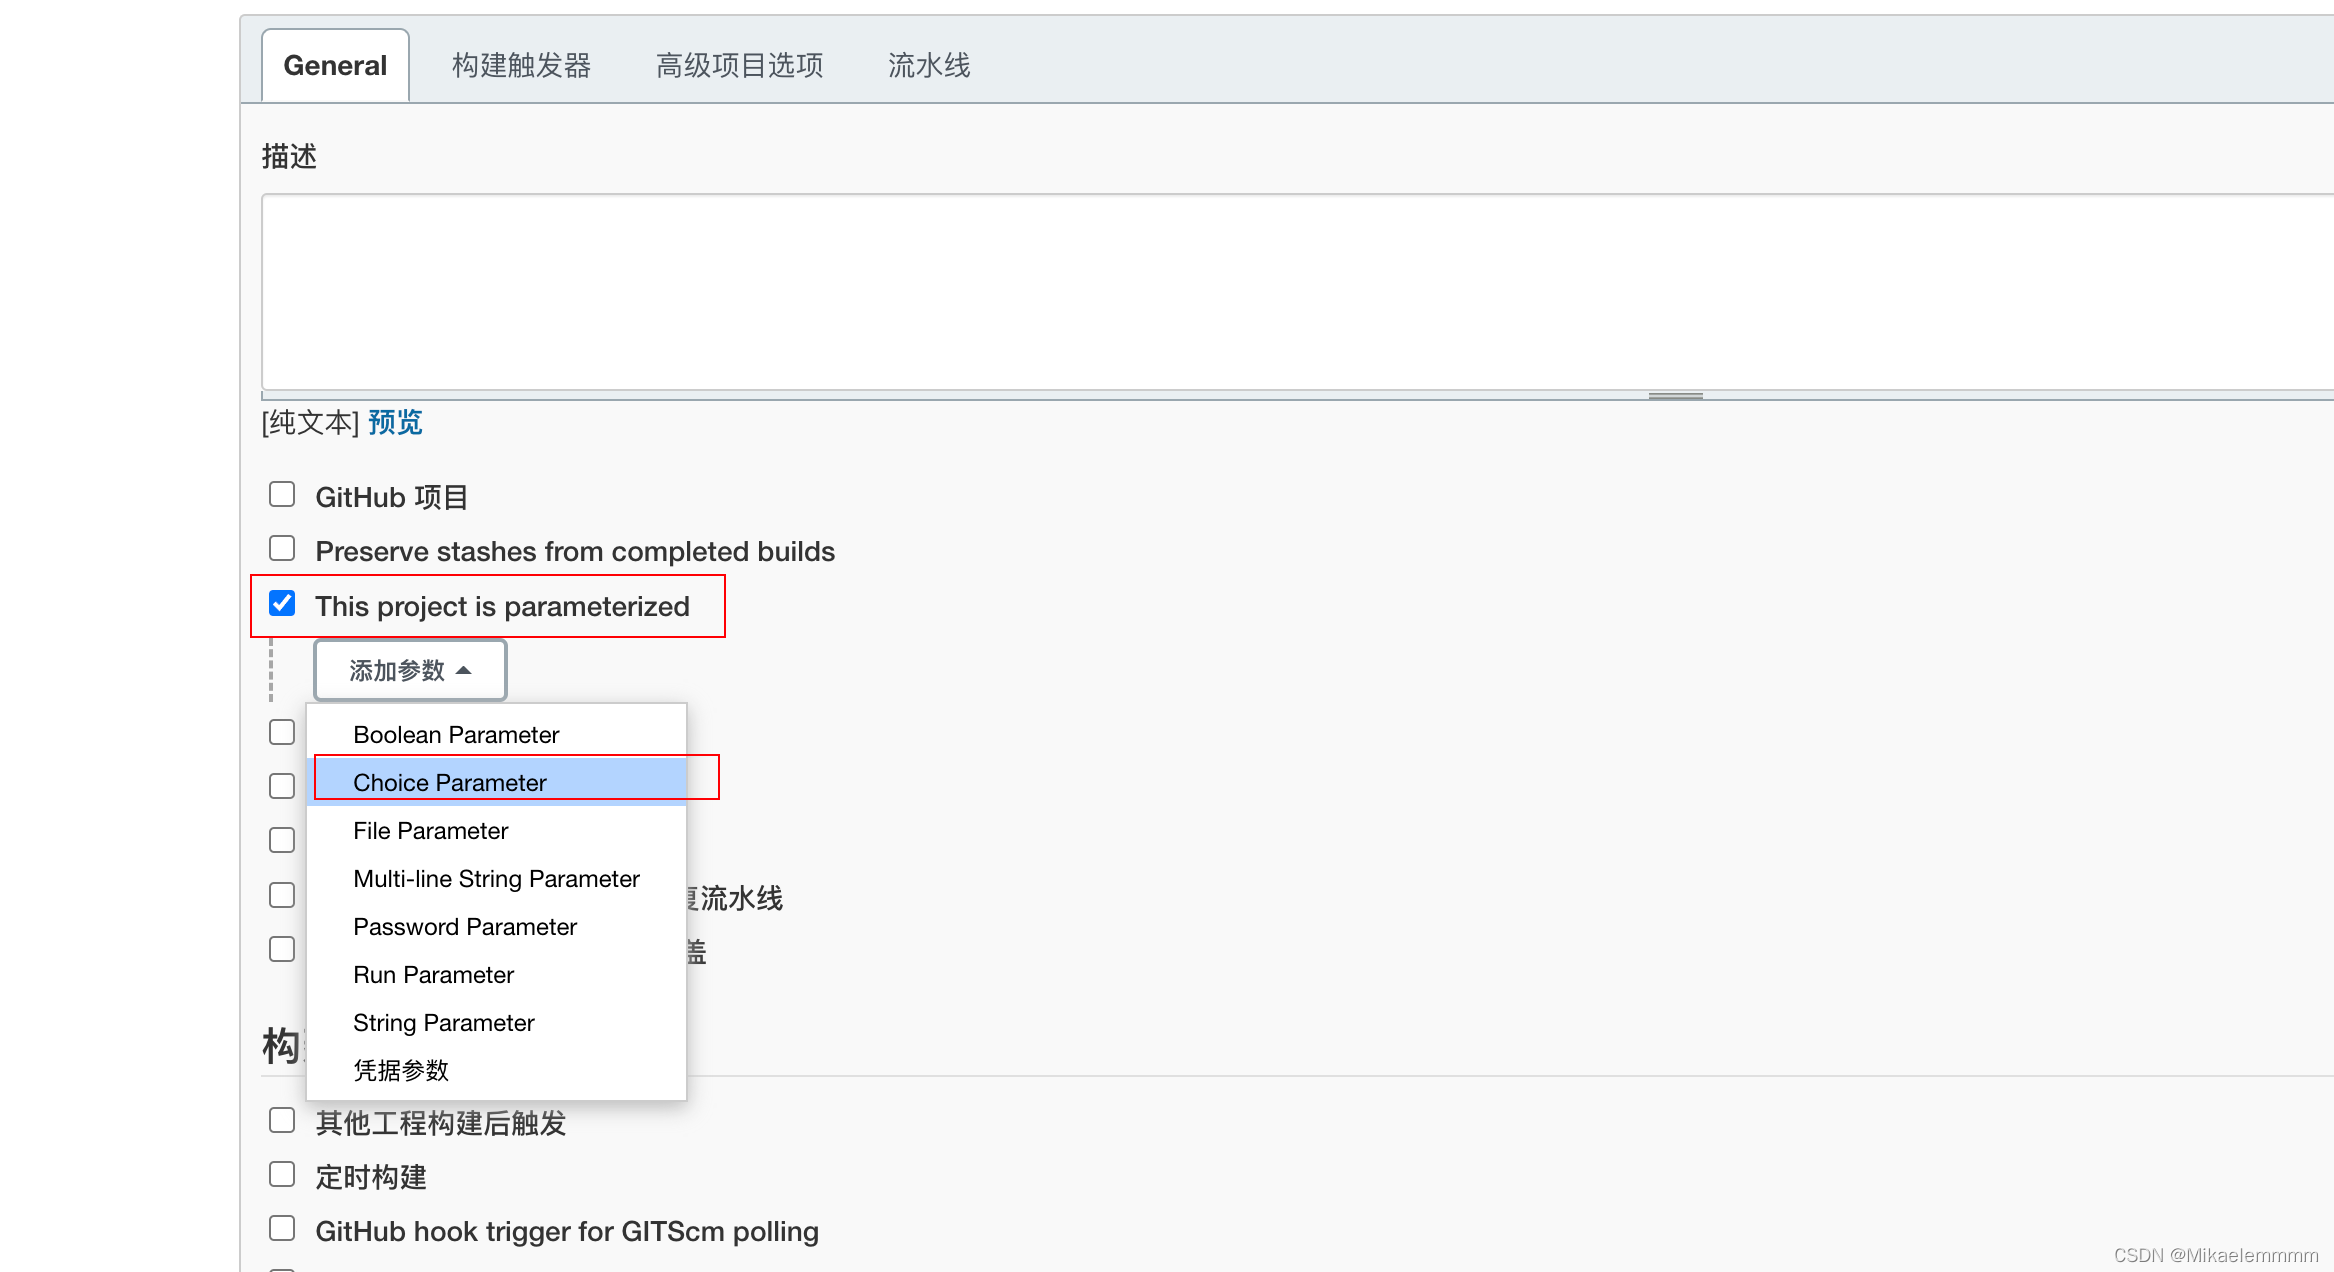 General 构建触发器 高级项目选项 流水线
描述
[纯文本] 预览
GitHub 项目
Preserve stashes from completed builds
This project is parameterized
添加参数
Boolean Parameter
Choice Parameter
File Parameter
Multi-line String Parameter
流水线
Password Parameter
盖
Run Parameter
String Parameter
构
凭据参数
其他工程构建后触发
定时构建
GitHub hook trigger for GITScm polling
CSDN @Mikaelemmmm